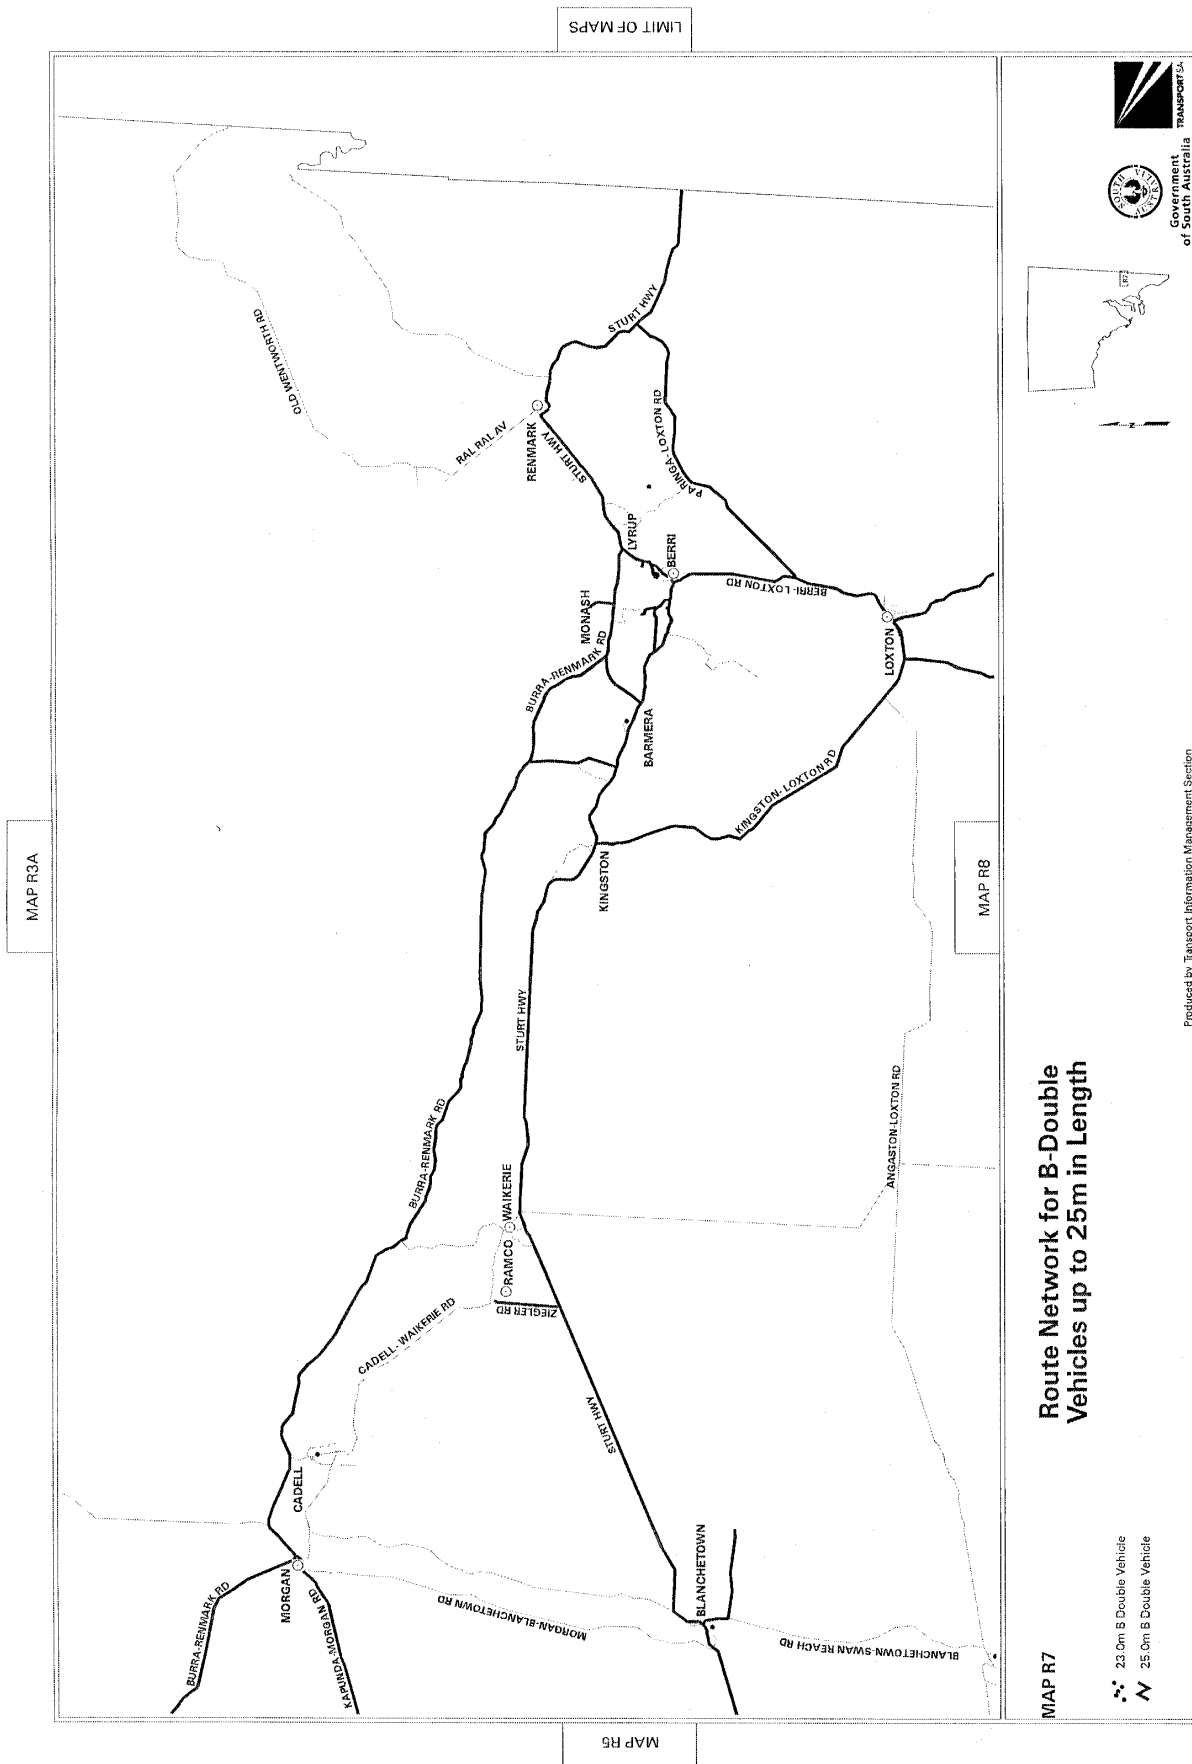 LIMIT OF MAPS
MAP R3A
MAP R8
MAP R5
OLD WENTWORTH RD
RAL RAL AV
RENMARK
STURT HWY
STURT HWY
PARINGA-LOXTON RD
LYRUP
BERRI
MONASH
BURRA-RENMARK RD
BERRI-LOXTON RD
LOXTON
BARMERA
KINGSTON-LOXTON RD
KINGSTON
STURT HWY
BURRA-RENMARK RD
ANGASTON-LOXTON RD
WAIKERIE
RAMCO
ZIEGLER RD
CADELL-WAIKERIE RD
STURT HWY
CADELL
MORGAN
BURRA-RENMARK RD
KAPUNDA-MORGAN RD
MORGAN-BLANCHETOWN RD
BLANCHETOWN
BLANCHETOWN-SWAN REACH RD
MAP R7
Route Network for B-Double
Vehicles up to 25m in Length
23.0m B Double Vehicle
25.0m B Double Vehicle
Produced by Transport Information Management Section
N
R7
SOUTH AUSTRALIA
Government
of South Australia
TRANSPORT SA